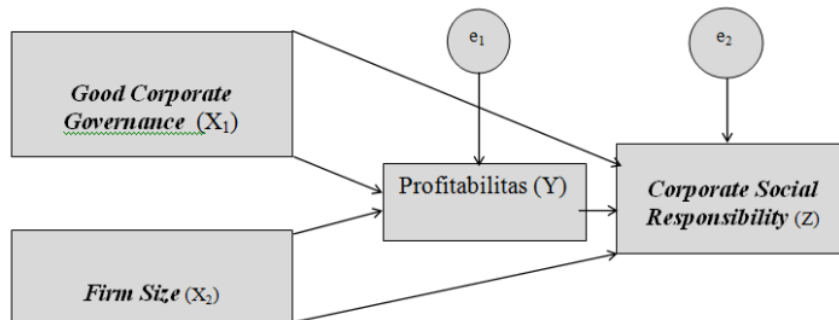 Good Corporate
Governance (X₁)
e₁
e₂
Profitabilitas (Y)
Corporate Social
Responsibility (Z)
Firm Size (X₂)